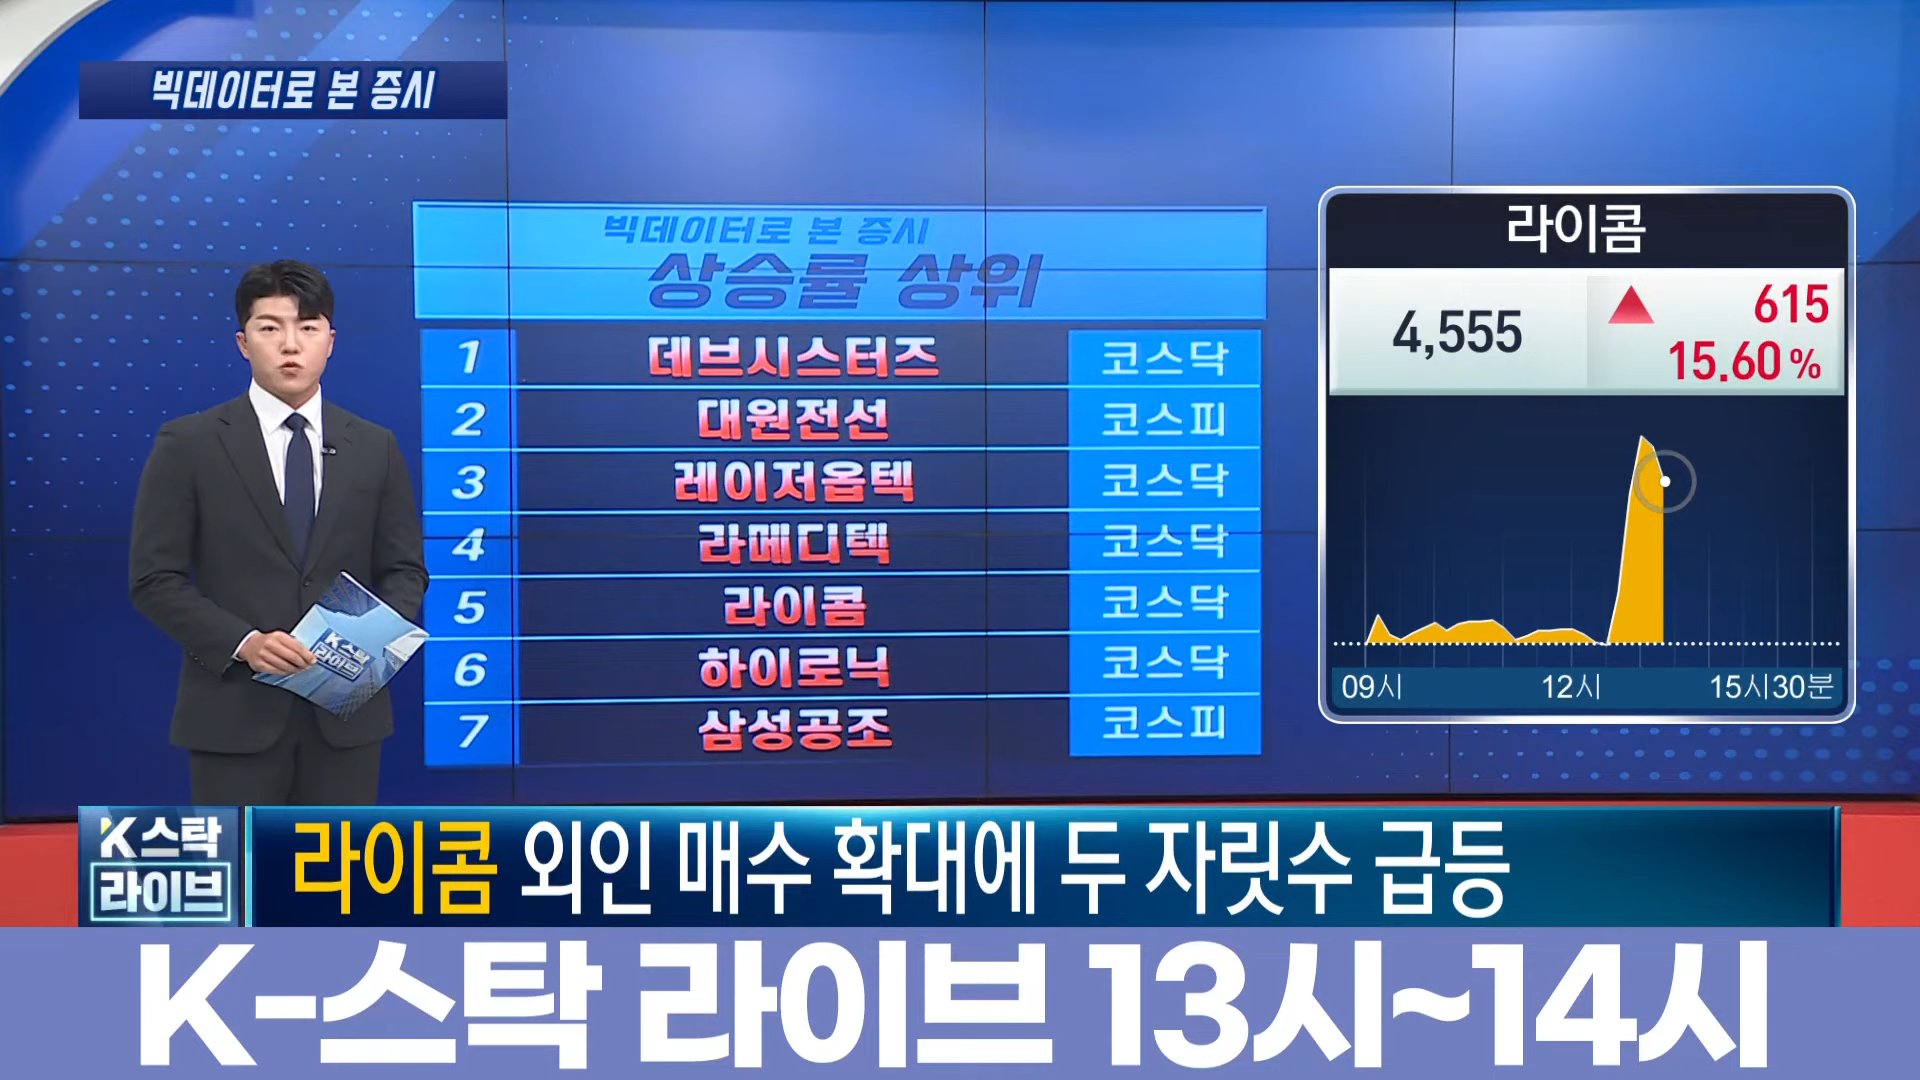 빅데이터로 본 증시
빅데이터로 본 증시
상승률 상위
1 데브시스터즈 코스닥
2 대원전선 코스피
3 레이저옵텍 코스닥
4 라메디텍 코스닥
5 라이콤 코스닥
6 하이로닉 코스닥
7 삼성공조 코스피
라이콤
4,555 ▲ 615
15.60 %
09시 12시 15시30분
K스탁
라이브
K스탁
라이브
라이콤 외인 매수 확대에 두 자릿수 급등
K-스탁 라이브 13시~14시